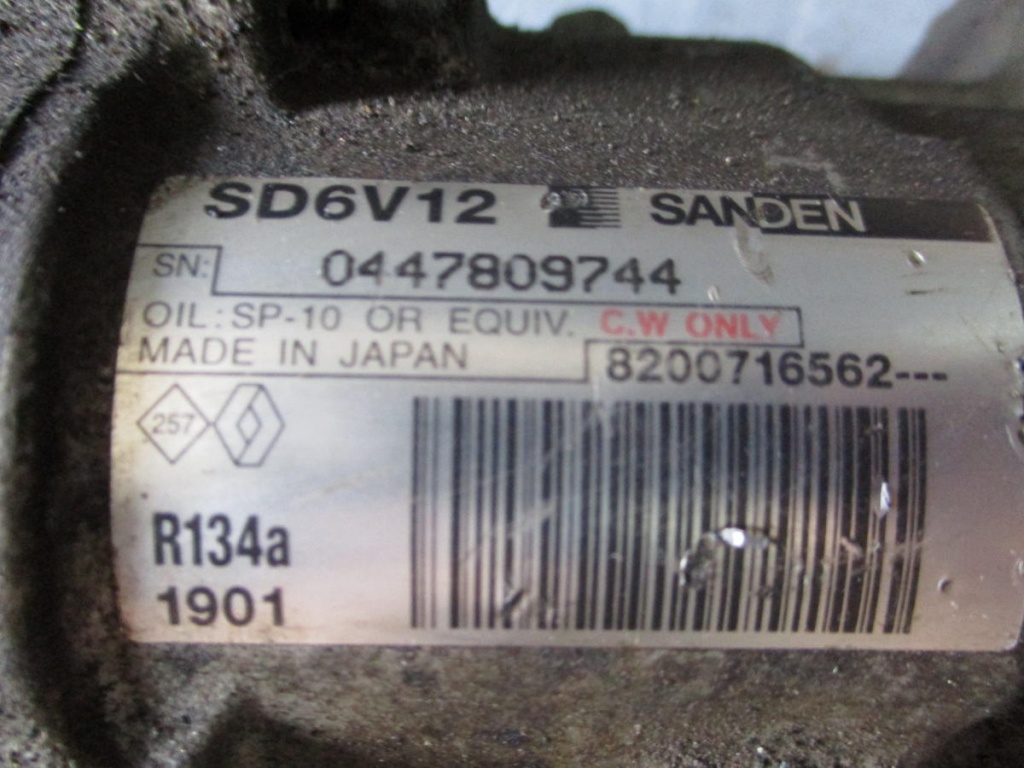 SD6V12 SANDEN
SN: 0447809744
OIL: SP-10 OR EQUIV. C.W ONLY
MADE IN JAPAN 8200716562---
257
R134a
1901